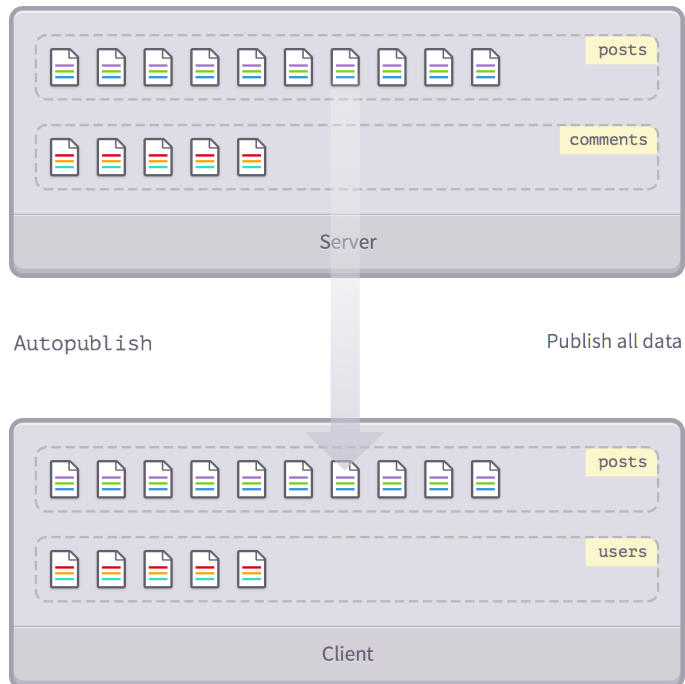 posts
comments
Server
Autopublish
Publish all data
posts
users
Client